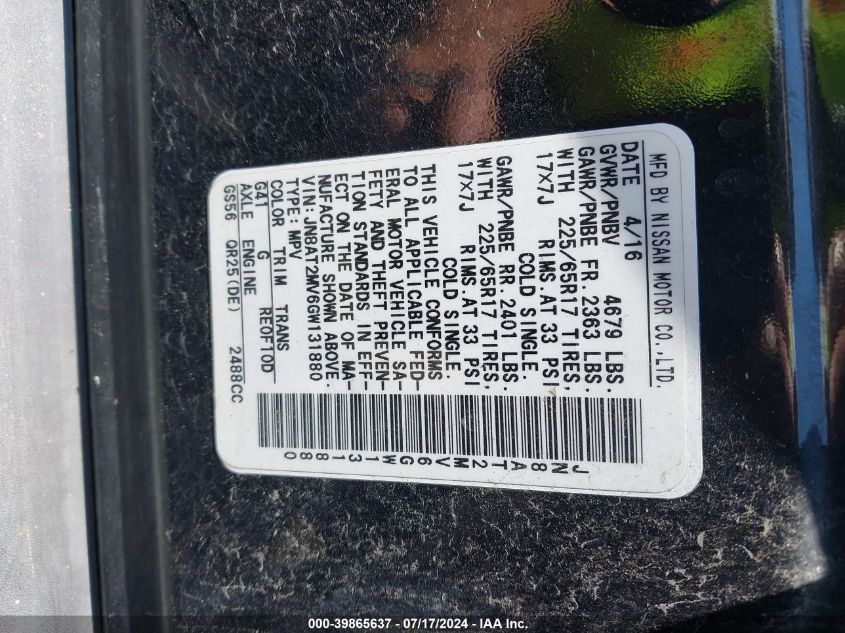 MFD BY NISSAN MOTOR CO.,LTD.
DATE 4/16
GVWR/PNBV 4679 LBS.
GAWR/PNBE FR. 2363 LBS.
WITH 225/65R17 TIRES,
17X7J RIMS.AT 33 PSI
COLD SINGLE.
GAWR/PNBE RR. 2401 LBS.
WITH 225/65R17 TIRES,
17X7J RIMS.AT 33 PSI
COLD SINGLE.
THIS VEHICLE CONFORMS
TO ALL APPLICABLE FED-
ERAL MOTOR VEHICLE SA-
FETY AND THEFT PREVEN-
TION STANDARDS IN EFF-
ECT ON THE DATE OF MA-
NUFACTURE SHOWN ABOVE.
VIN:JN8AT2MV6GW131880
TYPE:MPV
COLOR TRIM TRANS
G41 G RE0F10D
AXLE ENGINE
GS56 QR25(DE) 2488CC
JN8AT2MV6GW131880
000-39865637 - 07/17/2024 - IAA Inc.